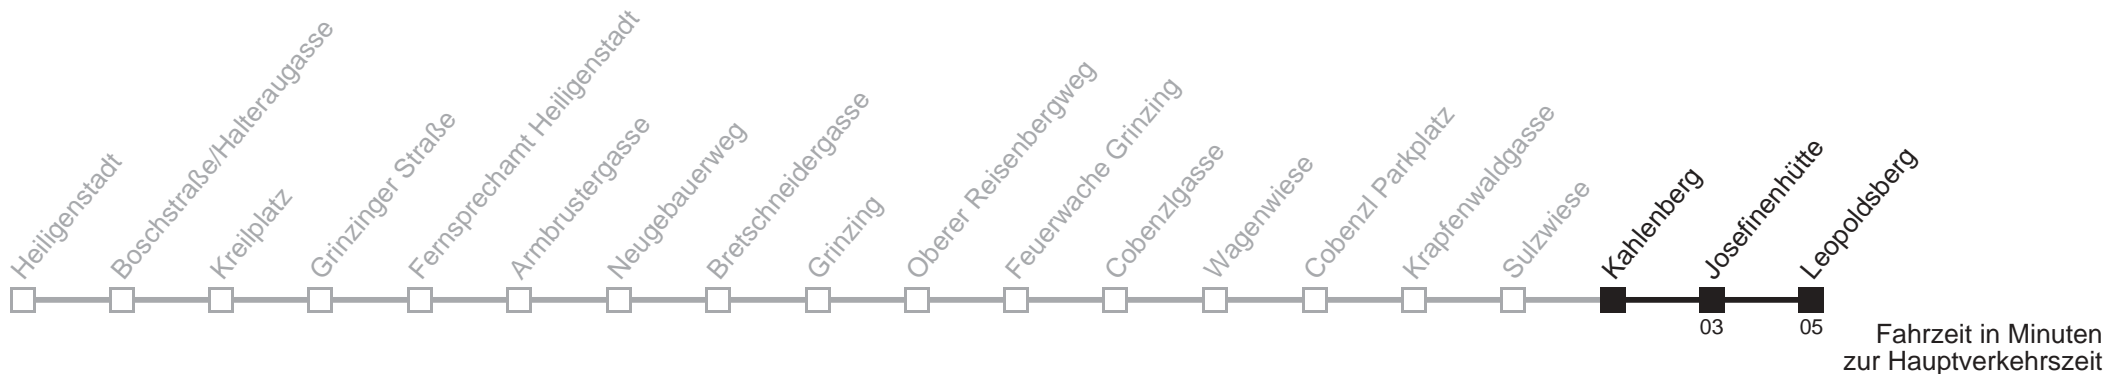 Heiligenstadt
Boschstraße/Halteraugasse
Kreilplatz
Grinzinger Straße
Fernsprechamt Heiligenstadt
Armbrustergasse
Neugebauerweg
Bretschneidergasse
Grinzing
Oberer Reisenbergweg
Feuerwache Grinzing
Cobenzlgasse
Wagenwiese
Cobenzl Parkplatz
Krapfenwaldgasse
Sulzwiese
Kahlenberg
Josefinenhütte
Leopoldsberg
03
05
Fahrzeit in Minuten
zur Hauptverkehrszeit